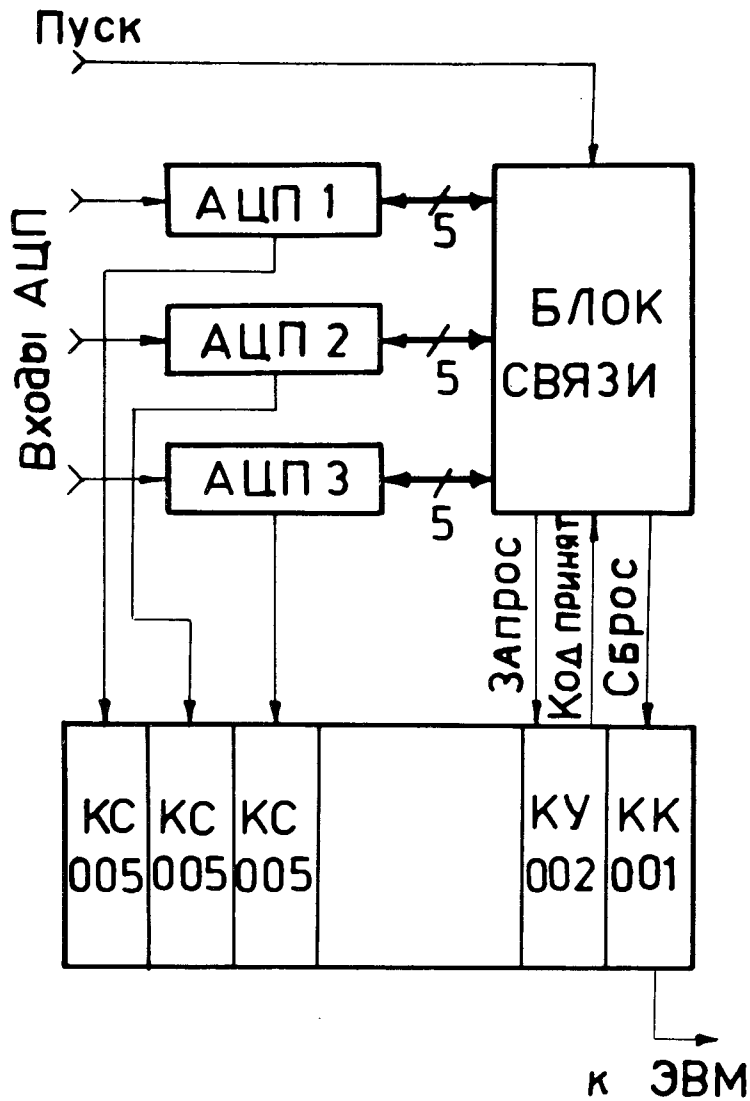 Пуск
Входы АЦП
АЦП 1
5
АЦП 2
5
АЦП 3
5
БЛОК
СВЯЗИ
Запрос
Код принят
Сброс
КС
005
КС
005
КС
005
КУ
002
КК
001
к ЭВМ